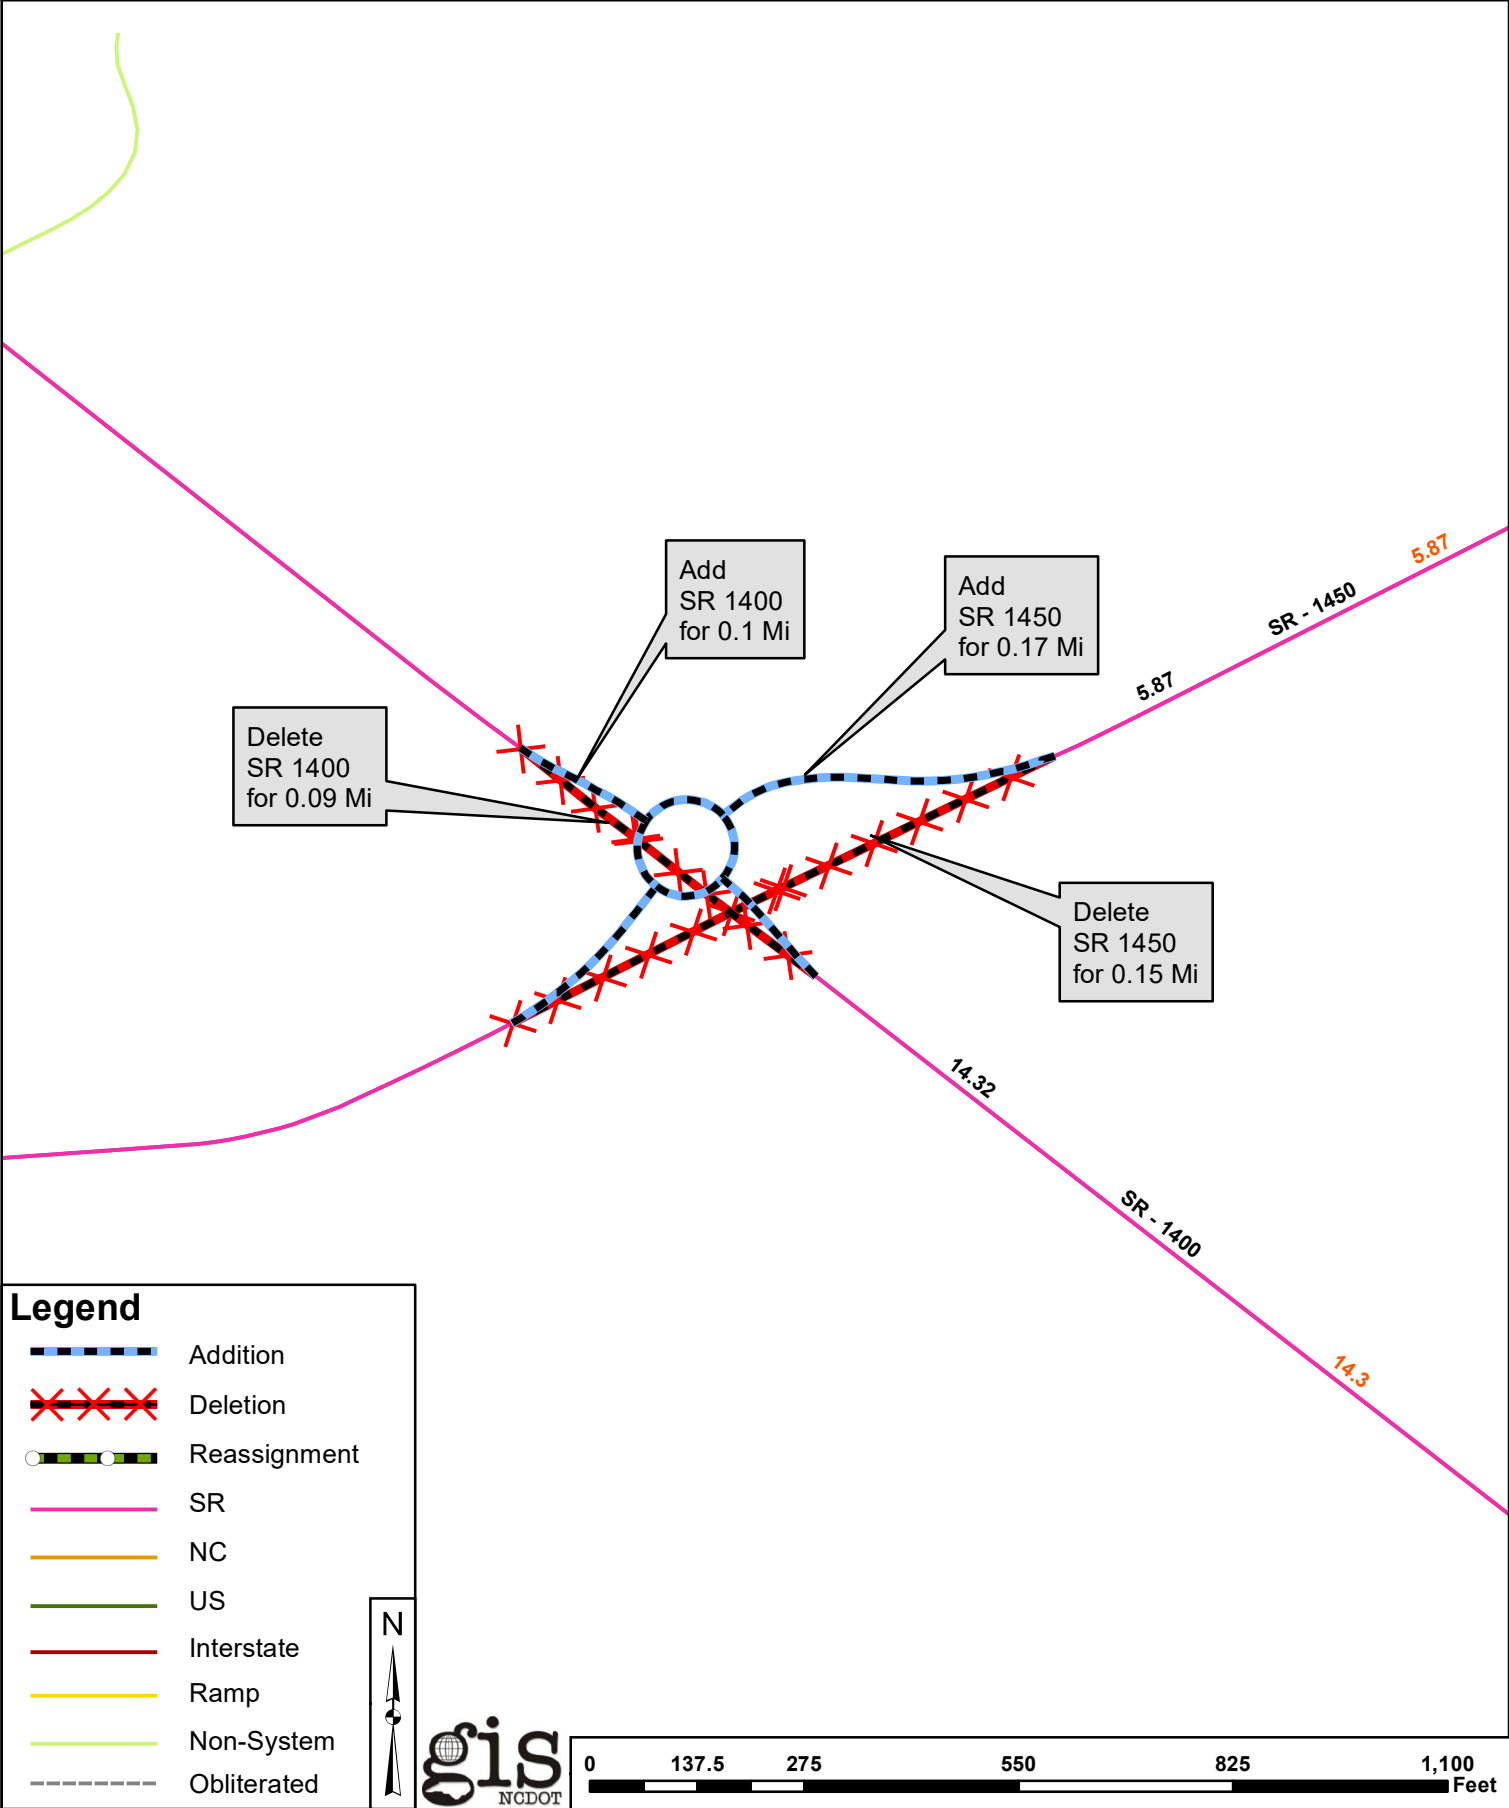 Add
SR 1400
for 0.1 Mi
Add
SR 1450
for 0.17 Mi
5.87
SR - 1450
5.87
Delete
SR 1400
for 0.09 Mi
Delete
SR 1450
for 0.15 Mi
14.32
SR - 1400
14.3
Legend
Addition
Deletion
Reassignment
SR
NC
US
Interstate
Ramp
Non-System
Obliterated
N
gis
NCDOT
0 137.5 275 550 825 1,100
Feet